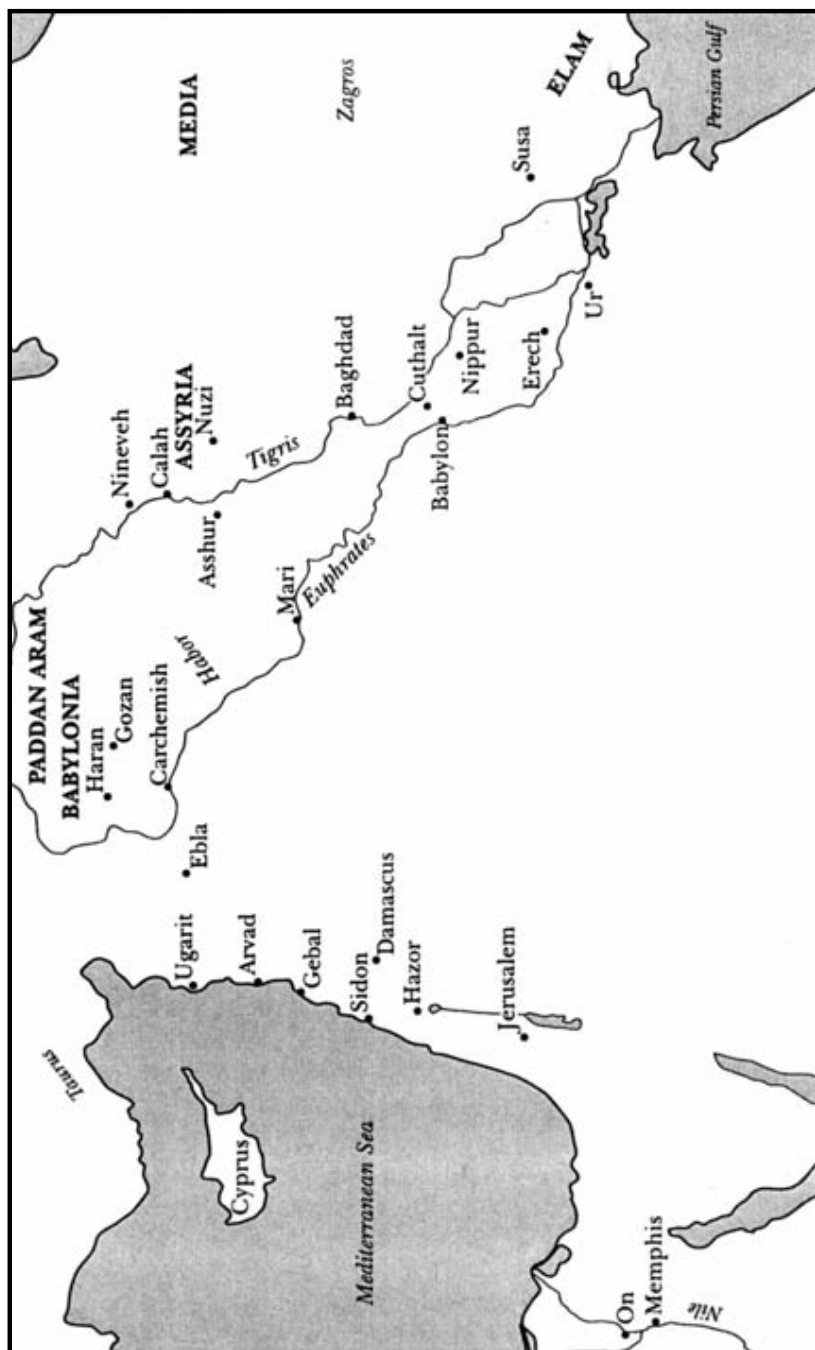 Taurus
Cyprus
Mediterranean Sea
On
Memphis
Nile
Ugarit
Arvad
Gebal
Sidon
Damascus
Hazor
Jerusalem
Ebla
PADDAN ARAM
BABYLONIA
Haran
Gozan
Carchemish
Habor
Mari
Euphrates
Nineveh
Calah
ASSYRIA
Nuzi
Asshur
Tigris
Baghdad
Cuthalt
Babylon
Nippur
Erech
Ur
MEDIA
Zagros
Susa
ELAM
Persian Gulf